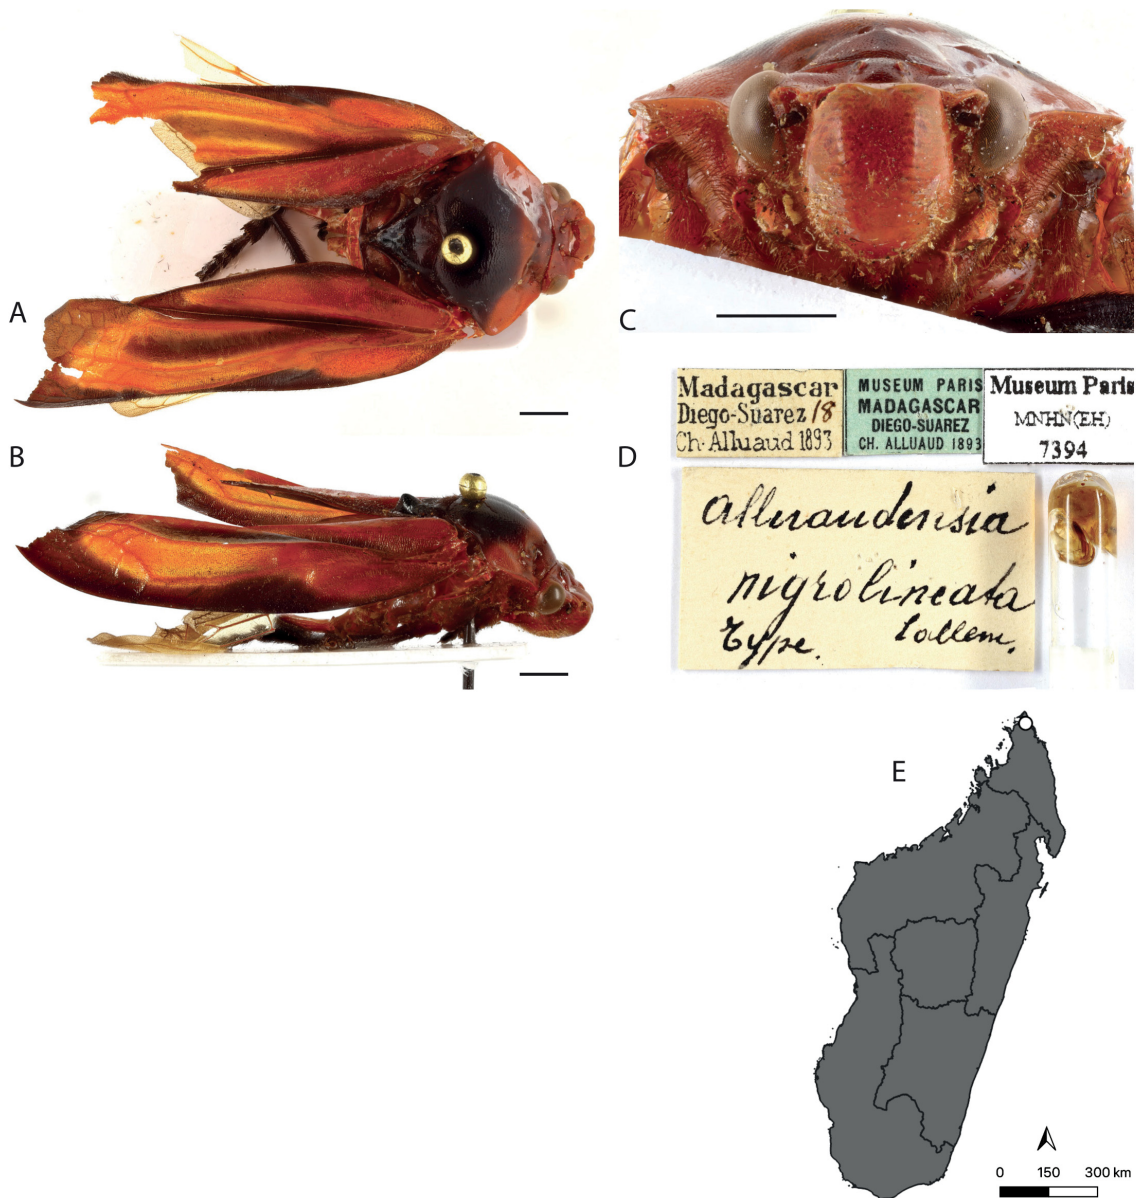 A
B
C
D
Madagascar
Diego-Suarez 18
Ch. Alluaud 1893
MUSEUM PARIS
MADAGASCAR
DIEGO-SUAREZ
CH. ALLUAUD 1893
Museum Paris
MNHN(EH)
7394
Alluaudensia
nigrolineata
Type. Lallem.
E
0 150 300 km